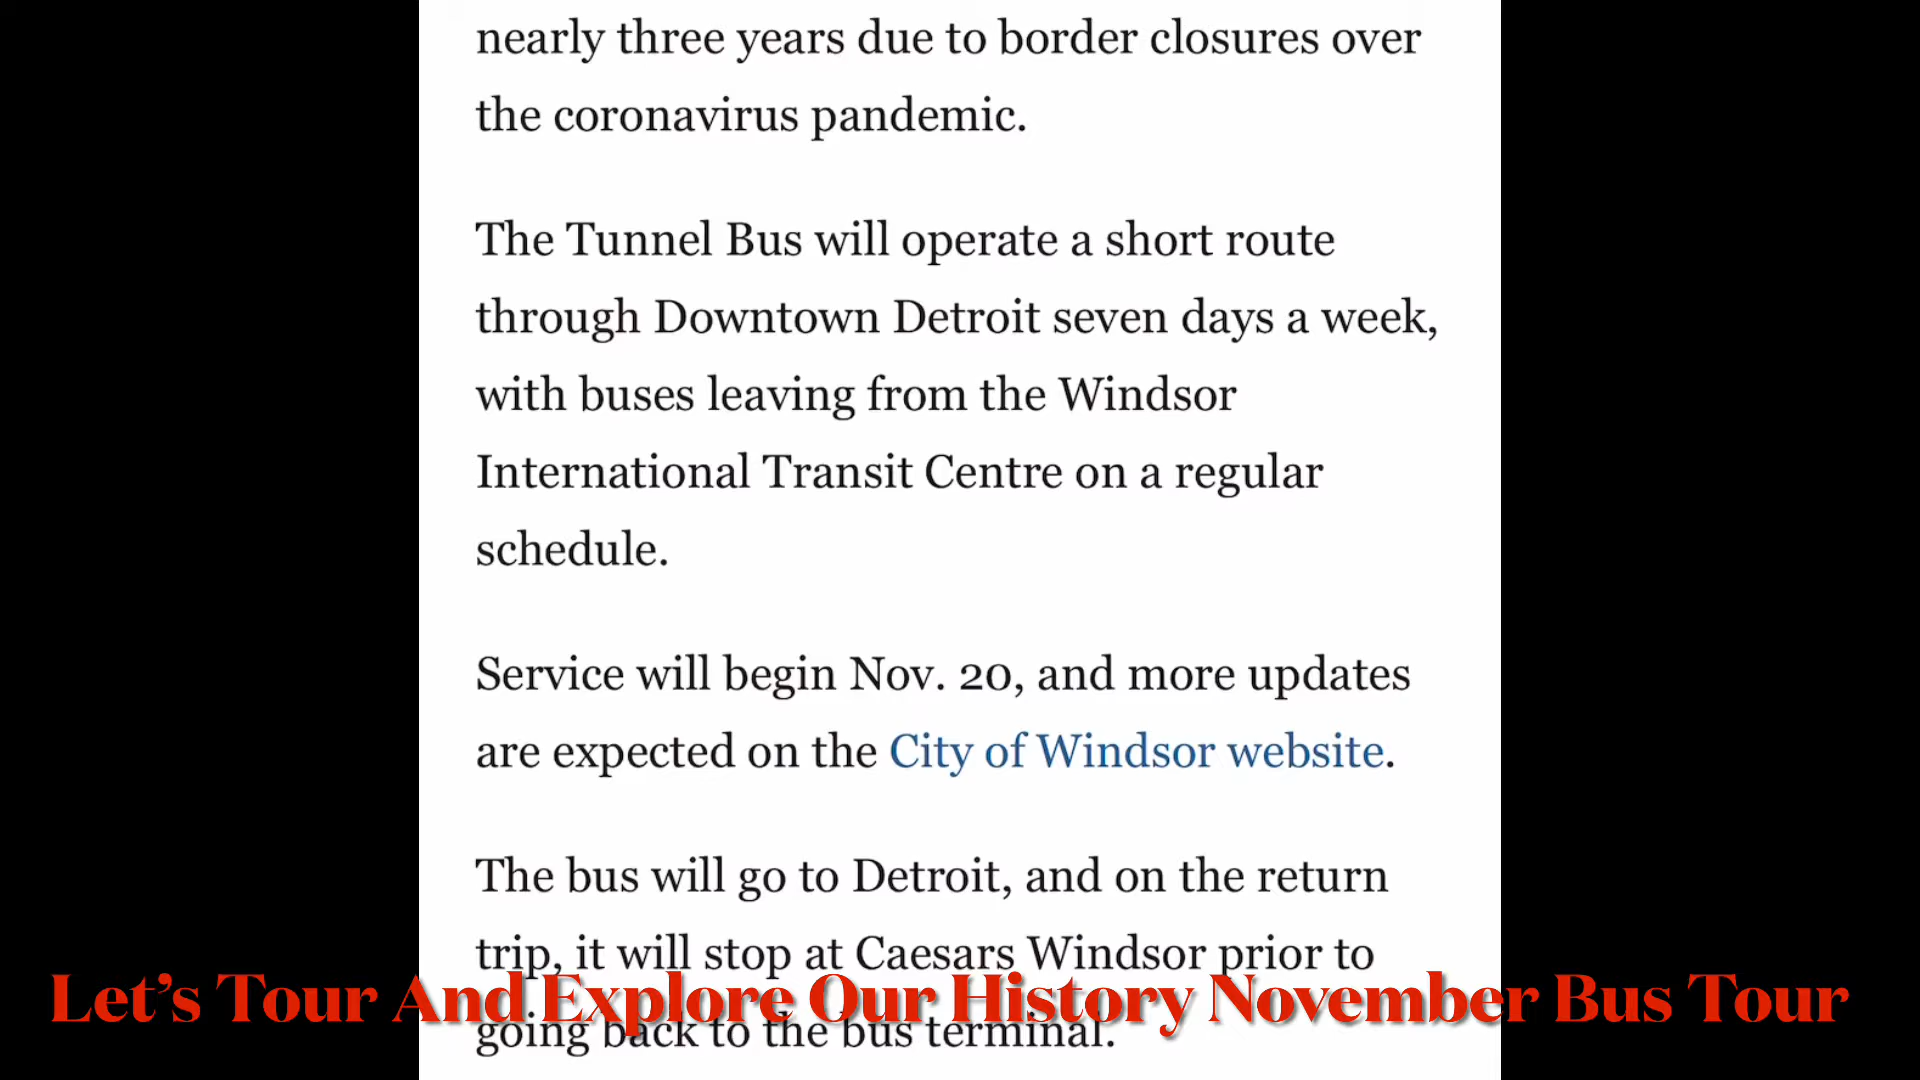 nearly three years due to border closures over
the coronavirus pandemic.
The Tunnel Bus will operate a short route
through Downtown Detroit seven days a week,
with buses leaving from the Windsor
International Transit Centre on a regular
schedule.
Service will begin Nov. 20, and more updates
are expected on the City of Windsor website.
The bus will go to Detroit, and on the return
trip, it will stop at Caesars Windsor prior to
going back to the bus terminal.
Let's Tour And Explore Our History November Bus Tour